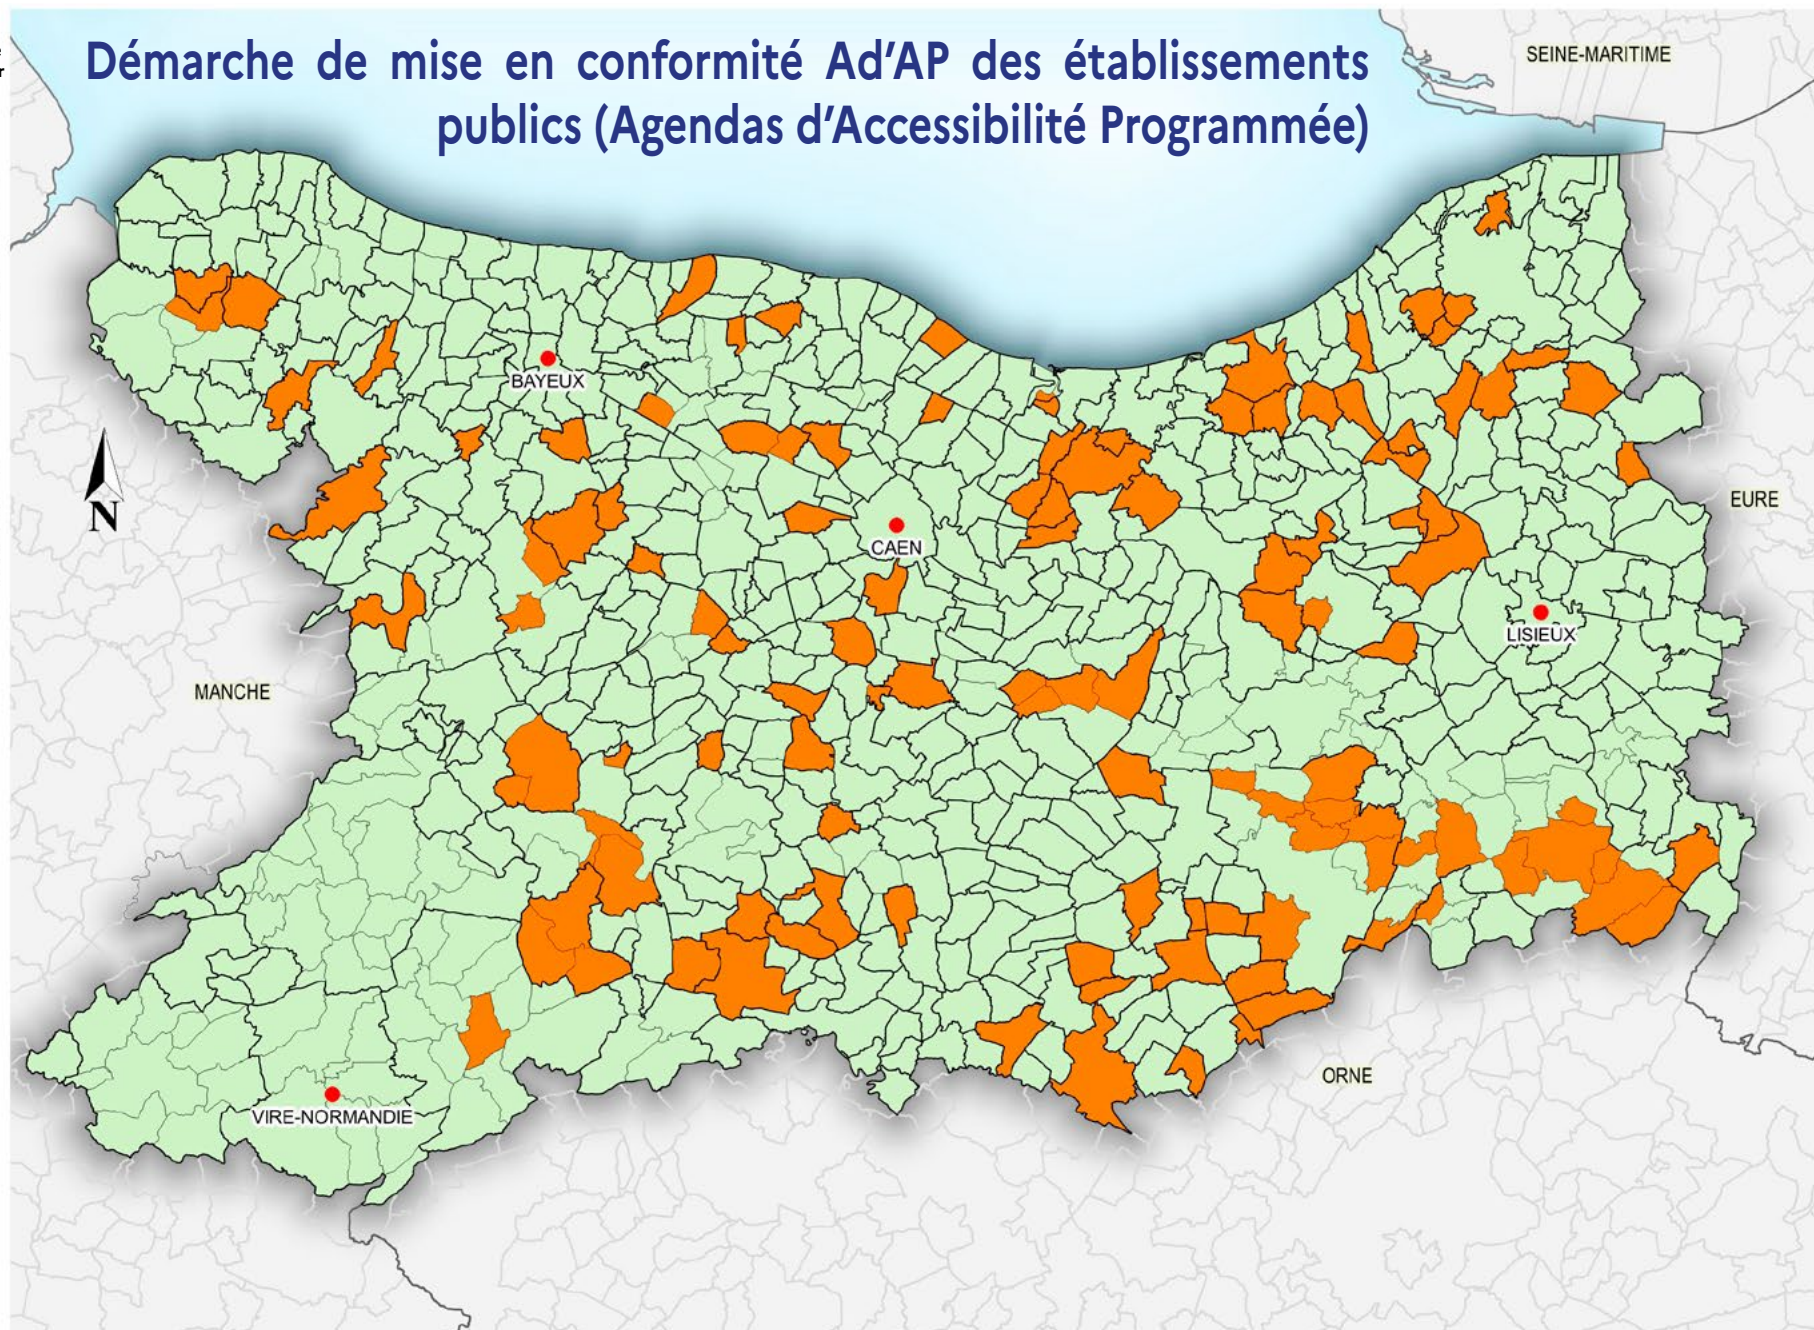 Démarche de mise en conformité Ad’AP des établissements
publics (Agendas d’Accessibilité Programmée)
SEINE-MARITIME
BAYEUX
N
CAEN
EURE
LISIEUX
MANCHE
ORNE
VIRE-NORMANDIE